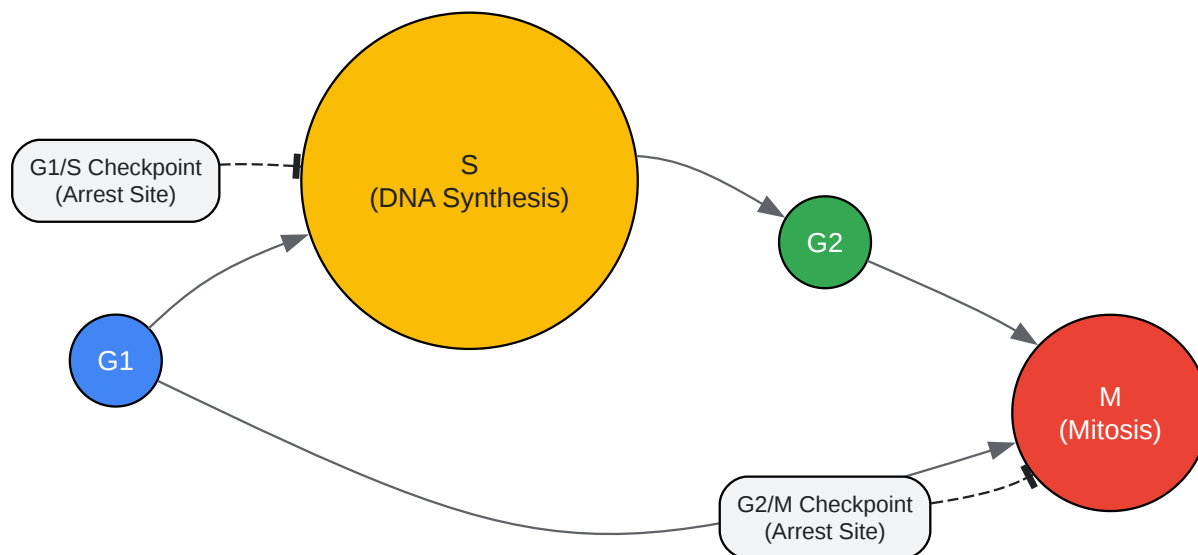 S
(DNA Synthesis)
G1/S Checkpoint
(Arrest Site)
G2
G1
M
(Mitosis)
G2/M Checkpoint
(Arrest Site)